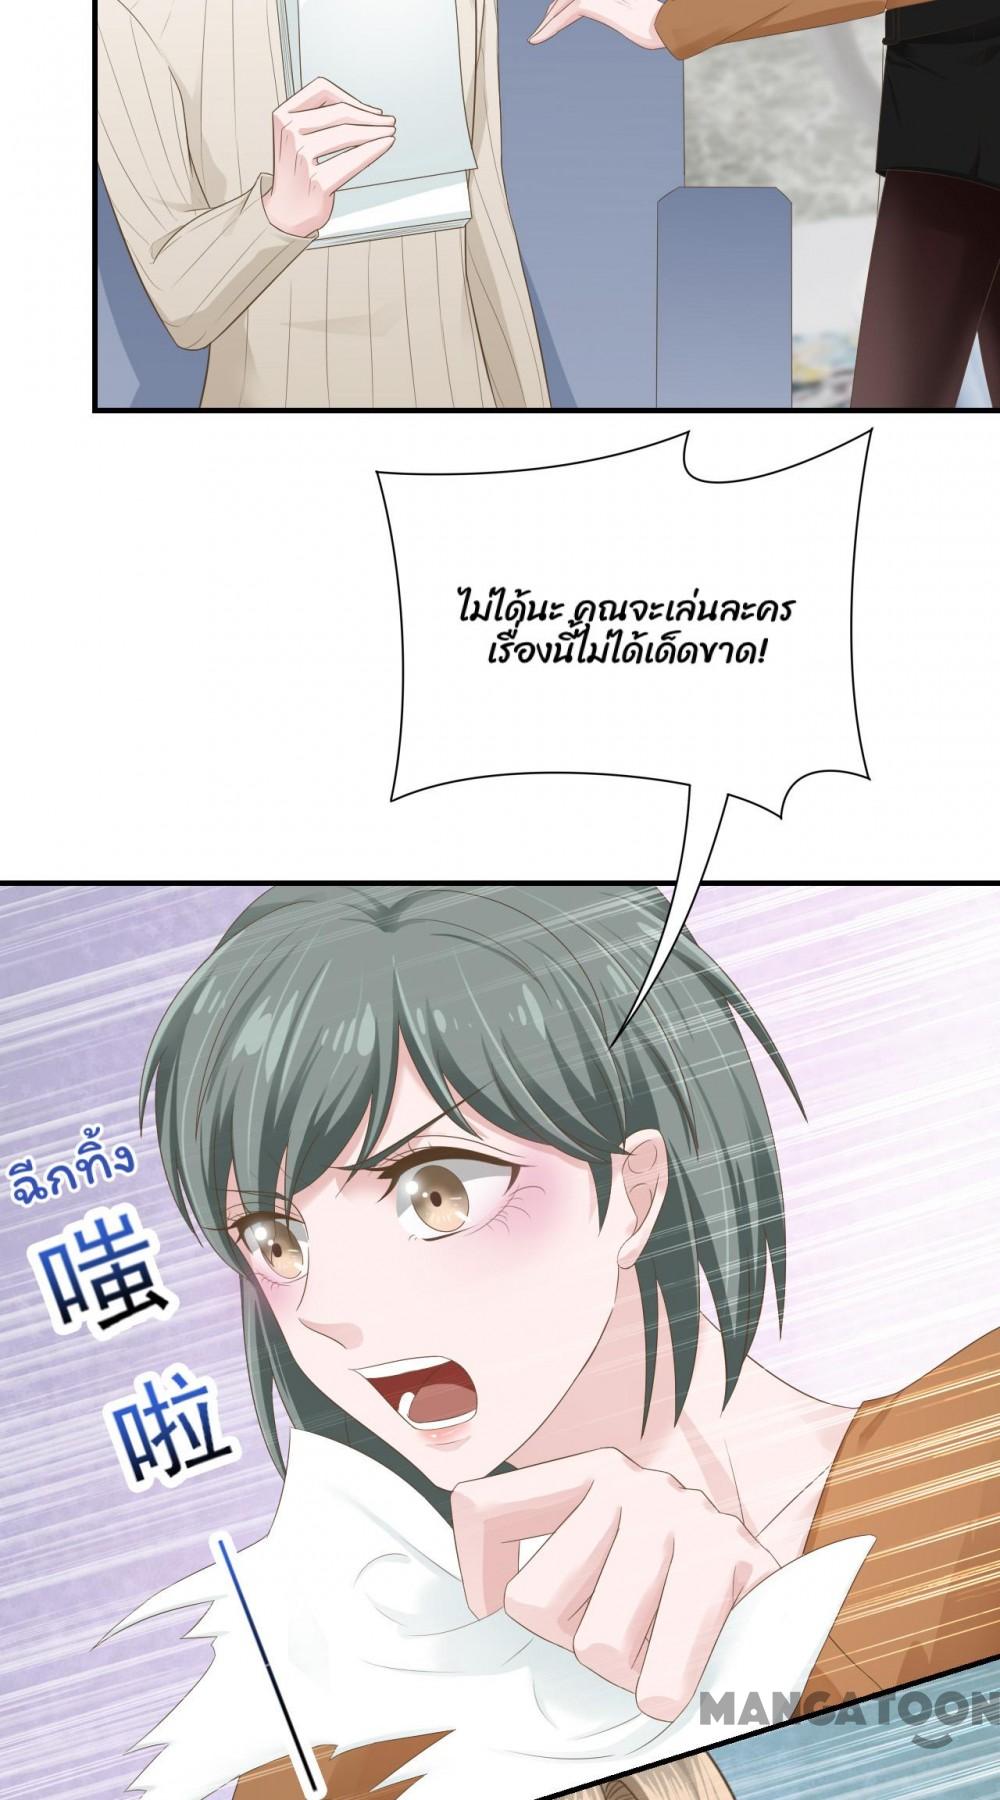 ไม่ได้นะ คุณจะเล่นละคร
เรื่องนี้ไม่ได้เด็ดขาด!
ฉีกทิ้ง
嗤
啦
MANGATOON